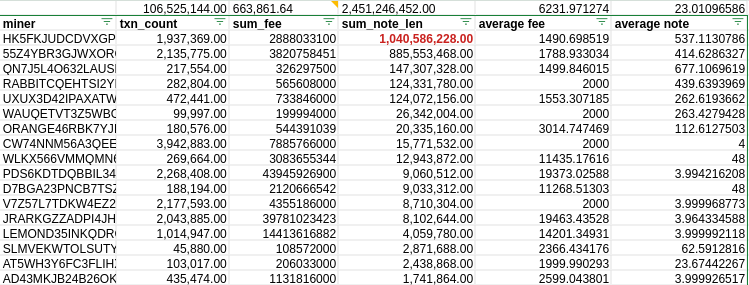 106,525,144.00 663,861.64 2,451,246,452.00 6231.971274 23.01096586
miner txn_count sum_fee sum_note_len average fee average note
HK5FKJUDCDVXGP 1,937,369.00 2888033100 1,040,586,228.00 1490.698519 537.1130786
55Z4YBR3GJWXOR 2,135,775.00 3820758451 885,553,468.00 1788.933034 414.6286327
QN7J5L4O632LAUS 217,554.00 326297500 147,307,328.00 1499.846015 677.1069619
RABBITCQEHTSI2Y 282,804.00 565608000 124,331,780.00 2000 439.6393969
UXUX3D42IPAXATW 472,441.00 733846000 124,072,156.00 1553.307185 262.6193662
WAUQETVT3Z5WBC 99,997.00 199994000 26,342,004.00 2000 263.4279428
ORANGE46RBK7YJ 180,576.00 544391039 20,335,160.00 3014.747469 112.6127503
CW74NNM56A3QEE 3,942,883.00 7885766000 15,771,532.00 2000 4
WLKX566VMMQMN6 269,664.00 3083655344 12,943,872.00 11435.17616 48
PDS6KDTDQBBIL34 2,268,408.00 43945926900 9,060,512.00 19373.02588 3.994216208
D7BGA23PNCB7TSZ 188,194.00 2120666542 9,033,312.00 11268.51303 48
V7Z57L7TDKW4EZ2 2,177,593.00 4355186000 8,710,304.00 2000 3.999968773
JRARKGZZADPI4JH 2,043,885.00 39781023423 8,102,644.00 19463.43528 3.964334588
LEMOND35INKQDR 1,014,947.00 14413616882 4,059,780.00 14201.34931 3.999992118
SLMVEKWTOLSUTY 45,880.00 108572000 2,871,688.00 2366.434176 62.5912816
AT5WH3Y6FC3FLIH 103,017.00 206033000 2,438,868.00 1999.990293 23.67442267
AD43MKJB24B26OK 435,474.00 1131816000 1,741,864.00 2599.043801 3.999926517